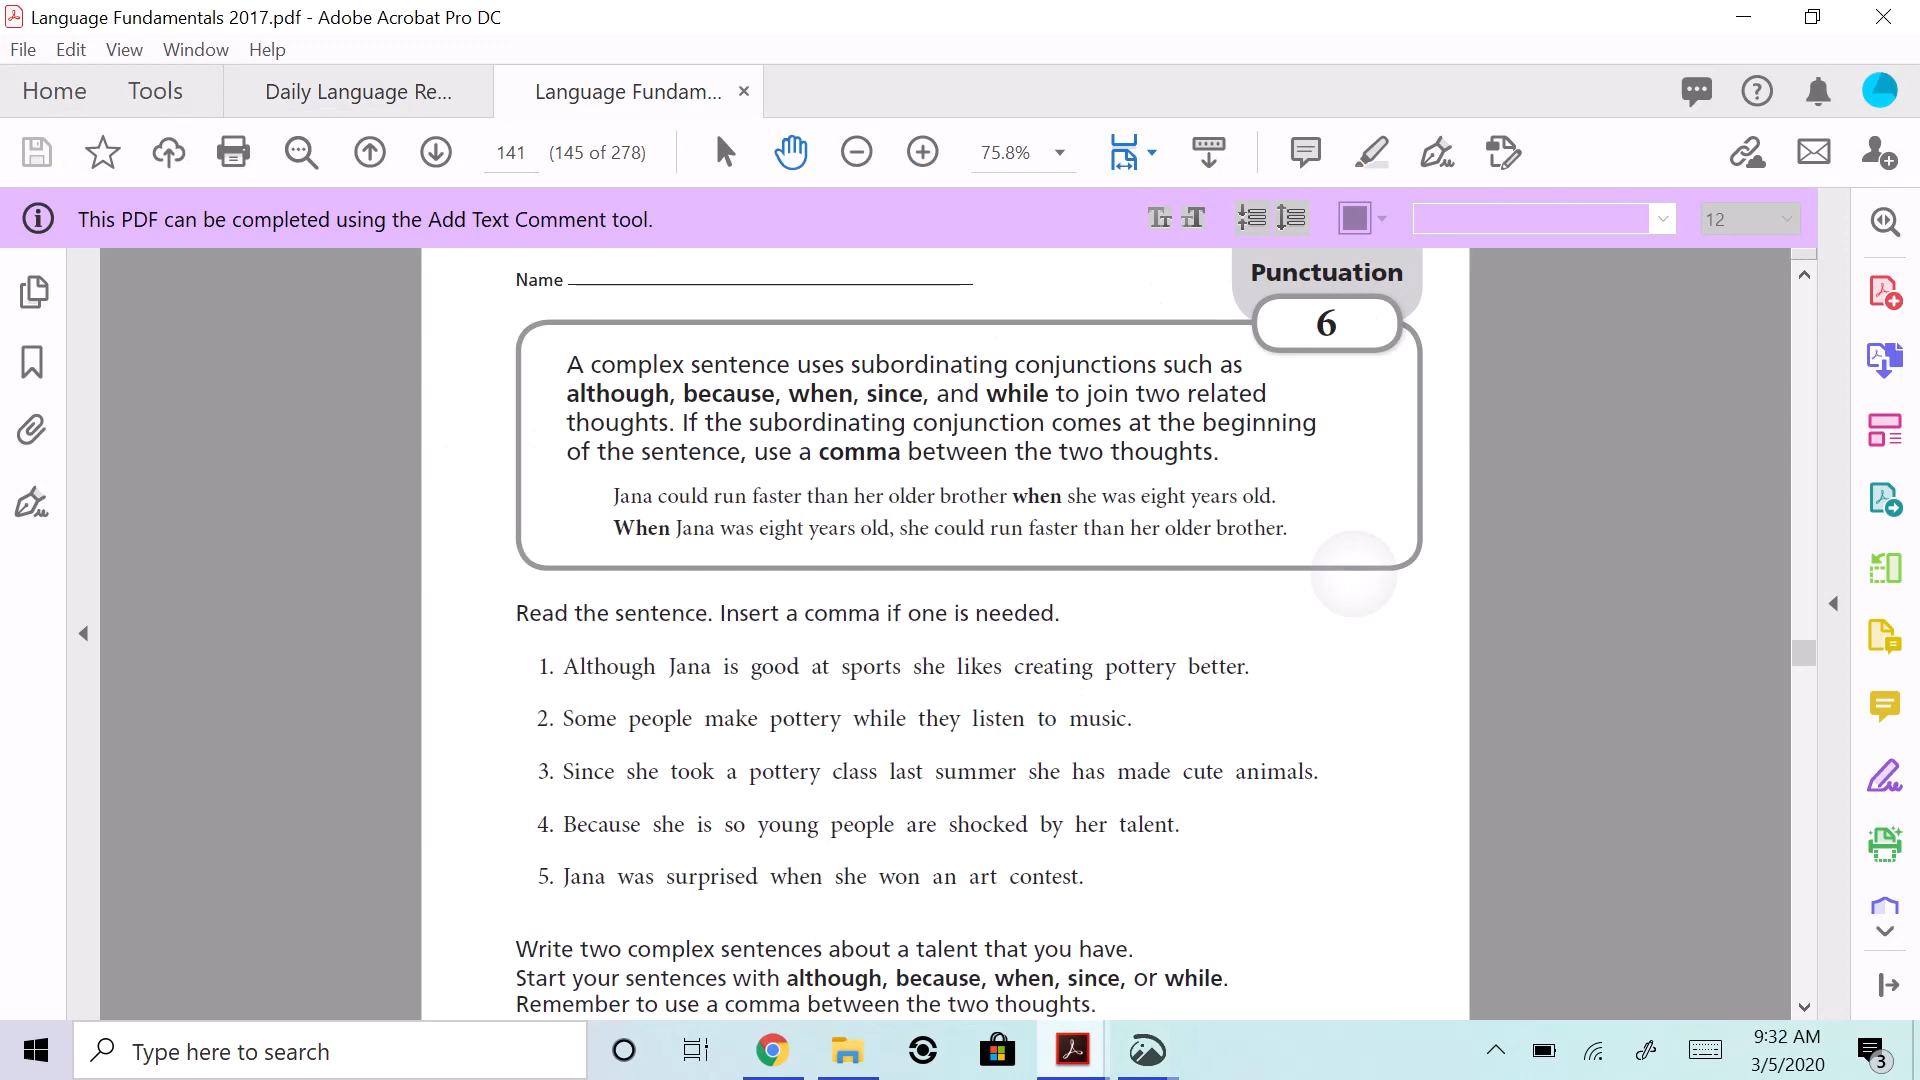 Language Fundamentals 2017.pdf - Adobe Acrobat Pro DC
File Edit View Window Help
Home Tools Daily Language Re... Language Fundam... ×
141 (145 of 278) 75.8%
This PDF can be completed using the Add Text Comment tool. 12
Name
Punctuation
6
A complex sentence uses subordinating conjunctions such as
although, because, when, since, and while to join two related
thoughts. If the subordinating conjunction comes at the beginning
of the sentence, use a comma between the two thoughts.
Jana could run faster than her older brother when she was eight years old.
When Jana was eight years old, she could run faster than her older brother.
Read the sentence. Insert a comma if one is needed.
1. Although Jana is good at sports she likes creating pottery better.
2. Some people make pottery while they listen to music.
3. Since she took a pottery class last summer she has made cute animals.
4. Because she is so young people are shocked by her talent.
5. Jana was surprised when she won an art contest.
Write two complex sentences about a talent that you have.
Start your sentences with although, because, when, since, or while.
Remember to use a comma between the two thoughts.
Type here to search
9:32 AM
3/5/2020
3